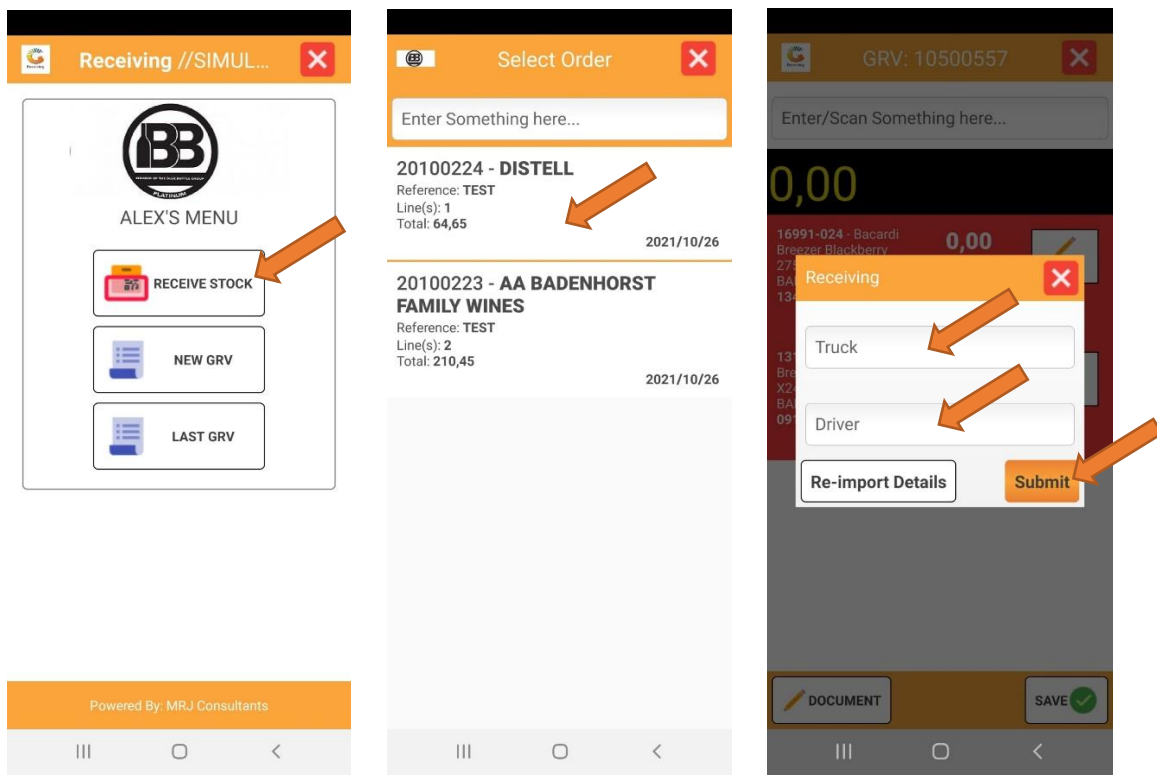 Receiving //SIMUL...
BB
PLATINUM
ALEX'S MENU
RECEIVE STOCK
NEW GRV
LAST GRV
Powered By: MRJ Consultants
Select Order
Enter Something here...
20100224 - DISTELL
Reference: TEST
Line(s): 1
Total: 64,65
2021/10/26
20100223 - AA BADENHORST
FAMILY WINES
Reference: TEST
Line(s): 2
Total: 210,45
2021/10/26
GRV: 10500557
Enter/Scan Something here...
0,00
16991-024 - Bacardi
Breezer Blackberry
0,00
Receiving
Truck
Driver
Re-import Details
Submit
DOCUMENT
SAVE